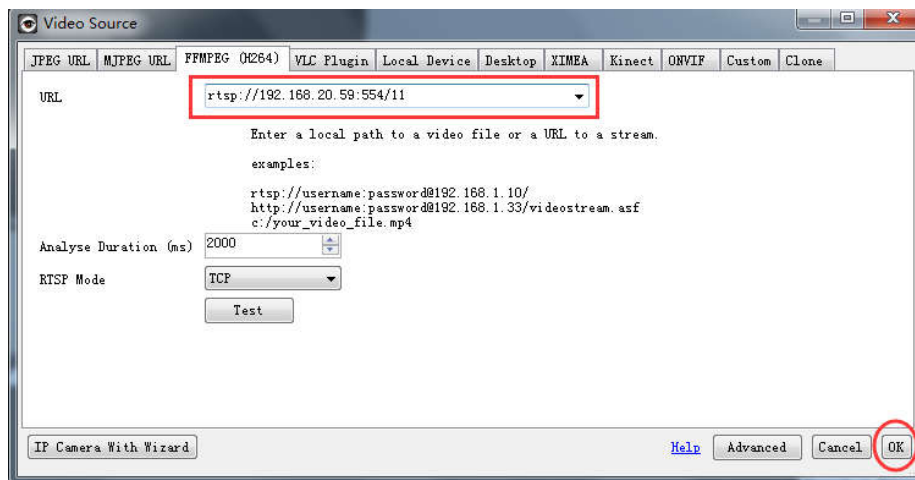 Video Source
JPEG URL MJPEG URL FFMPEG (H264) VLC Plugin Local Device Desktop XIMEA Kinect ONVIF Custom Clone
URL rtsp://192.168.20.59:554/11
Enter a local path to a video file or a URL to a stream.
examples:
rtsp://username:password@192.168.1.10/
http://username:password@192.168.1.33/videostream.asf
c:/your_video_file.mp4
Analyse Duration (ms) 2000
RTSP Mode TCP
Test
IP Camera With Wizard Help Advanced Cancel OK